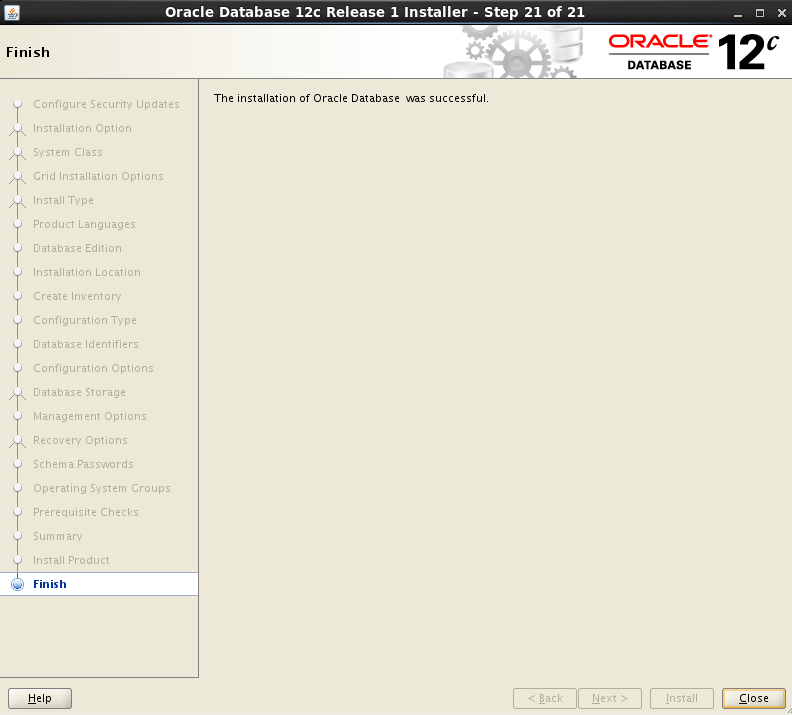 Oracle Database 12c Release 1 Installer - Step 21 of 21
Finish
ORACLE®
DATABASE
12c
Configure Security Updates
Installation Option
System Class
Grid Installation Options
Install Type
Product Languages
Database Edition
Installation Location
Create Inventory
Configuration Type
Database Identifiers
Configuration Options
Database Storage
Management Options
Recovery Options
Schema Passwords
Operating System Groups
Prerequisite Checks
Summary
Install Product
Finish
The installation of Oracle Database  was successful.
Help
< Back
Next >
Install
Close